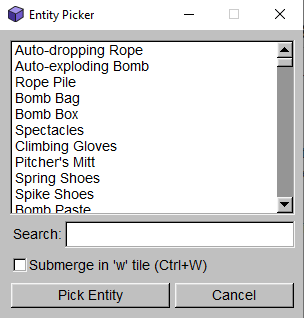 Entity Picker
Auto-dropping Rope
Auto-exploding Bomb
Rope Pile
Bomb Bag
Bomb Box
Spectacles
Climbing Gloves
Pitcher's Mitt
Spring Shoes
Spike Shoes
Bomb Paste
Search:
Submerge in 'w' tile (Ctrl+W)
Pick Entity Cancel